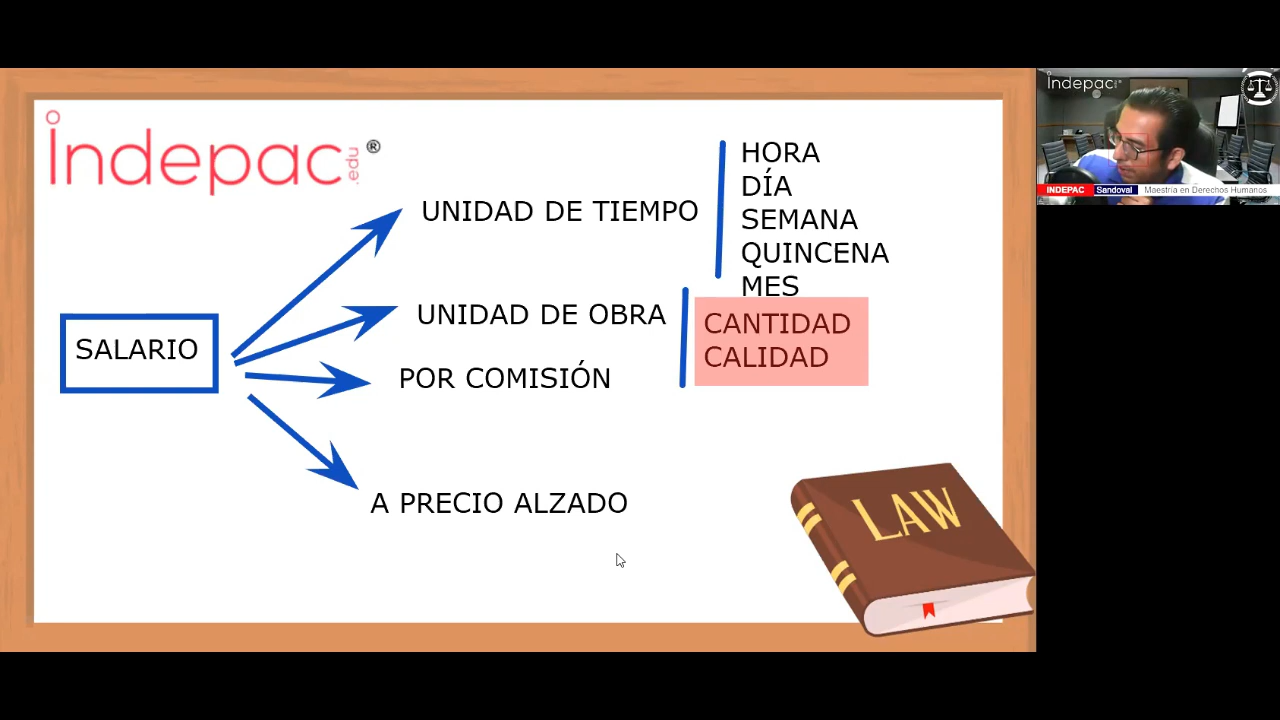 indepac.edu ®
HORA
DÍA
UNIDAD DE TIEMPO
SEMANA
QUINCENA
MES
UNIDAD DE OBRA
CANTIDAD
CALIDAD
SALARIO
POR COMISIÓN
A PRECIO ALZADO
LAW
Indepac
INDEPAC Sandoval Maestría en Derechos Humanos